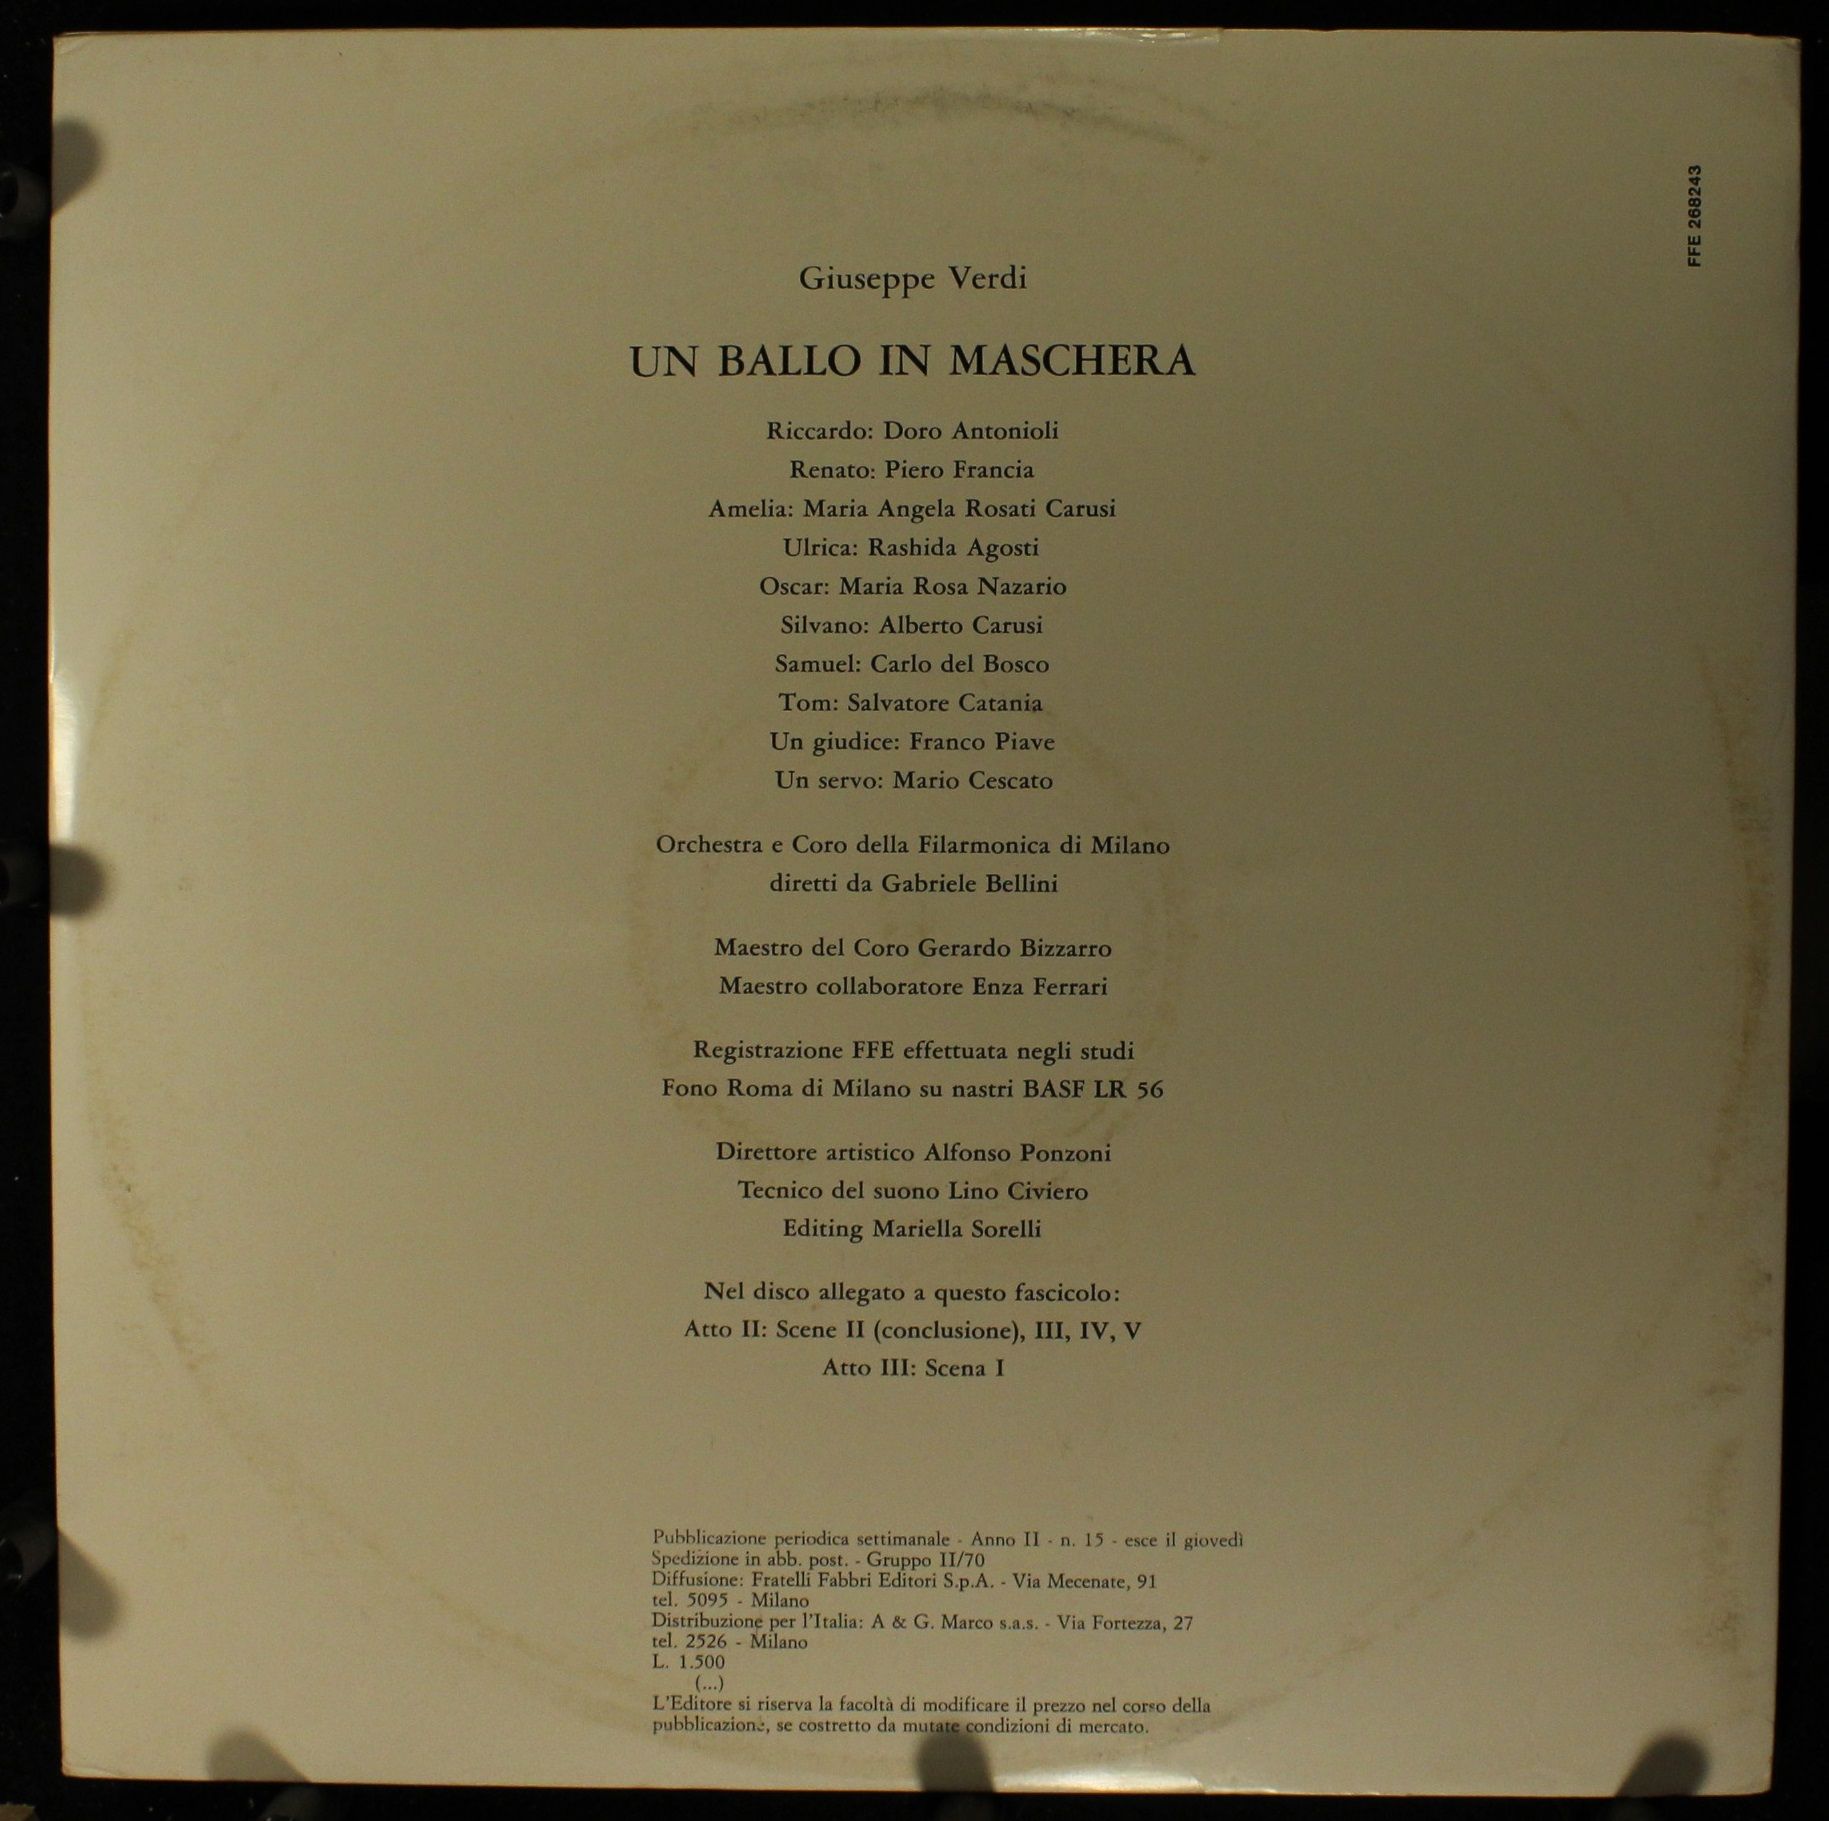 FFE 268243
Giuseppe Verdi
UN BALLO IN MASCHERA
Riccardo: Doro Antonioli
Renato: Piero Francia
Amelia: Maria Angela Rosati Carusi
Ulrica: Rashida Agosti
Oscar: Maria Rosa Nazario
Silvano: Alberto Carusi
Samuel: Carlo del Bosco
Tom: Salvatore Catania
Un giudice: Franco Piave
Un servo: Mario Cescato
Orchestra e Coro della Filarmonica di Milano
diretti da Gabriele Bellini
Maestro del Coro Gerardo Bizzarro
Maestro collaboratore Enza Ferrari
Registrazione FFE effettuata negli studi
Fono Roma di Milano su nastri BASF LR 56
Direttore artistico Alfonso Ponzoni
Tecnico del suono Lino Civiero
Editing Mariella Sorelli
Nel disco allegato a questo fascicolo:
Atto II: Scene II (conclusione), III, IV, V
Atto III: Scena I
Pubblicazione periodica settimanale - Anno II - n. 15 - esce il giovedì
Spedizione in abb. post. - Gruppo II/70
Diffusione: Fratelli Fabbri Editori S.p.A. - Via Mecenate, 91
tel. 5095 - Milano
Distribuzione per l'Italia: A & G. Marco s.a.s. - Via Fortezza, 27
tel. 2526 - Milano
L. 1.500
(...)
L'Editore si riserva la facoltà di modificare il prezzo nel corso della
pubblicazione, se costretto da mutate condizioni di mercato.